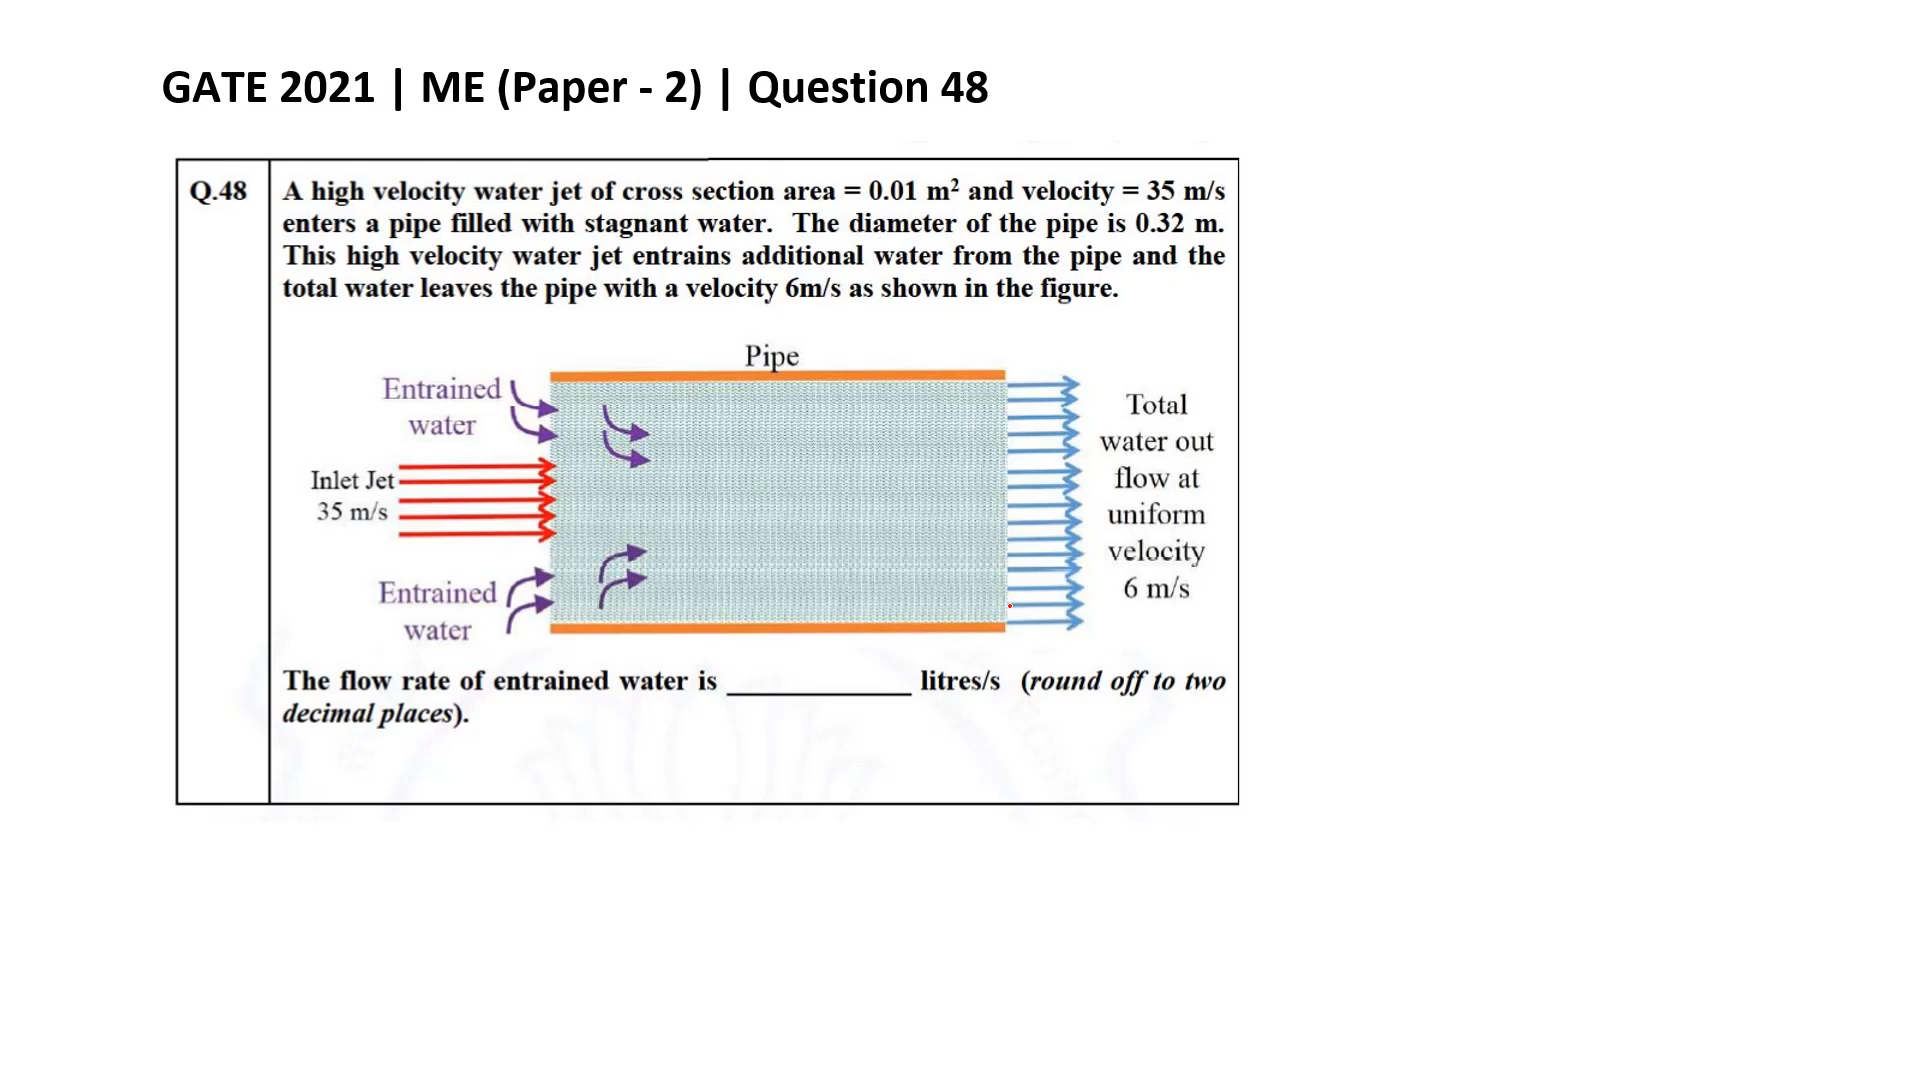 GATE 2021 | ME (Paper - 2) | Question 48
Q.48
A high velocity water jet of cross section area = 0.01 m² and velocity = 35 m/s
enters a pipe filled with stagnant water. The diameter of the pipe is 0.32 m.
This high velocity water jet entrains additional water from the pipe and the
total water leaves the pipe with a velocity 6m/s as shown in the figure.
Pipe
Entrained
water
Inlet Jet
35 m/s
Entrained
water
Total
water out
flow at
uniform
velocity
6 m/s
The flow rate of entrained water is ____________ litres/s (round off to two
decimal places).